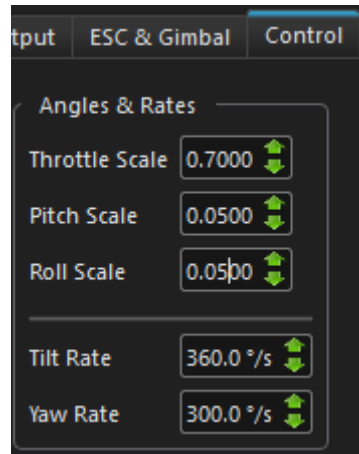 tput ESC & Gimbal Control
Angles & Rates
Throttle Scale 0.7000
Pitch Scale 0.0500
Roll Scale 0.0500
Tilt Rate 360.0 °/s
Yaw Rate 300.0 °/s